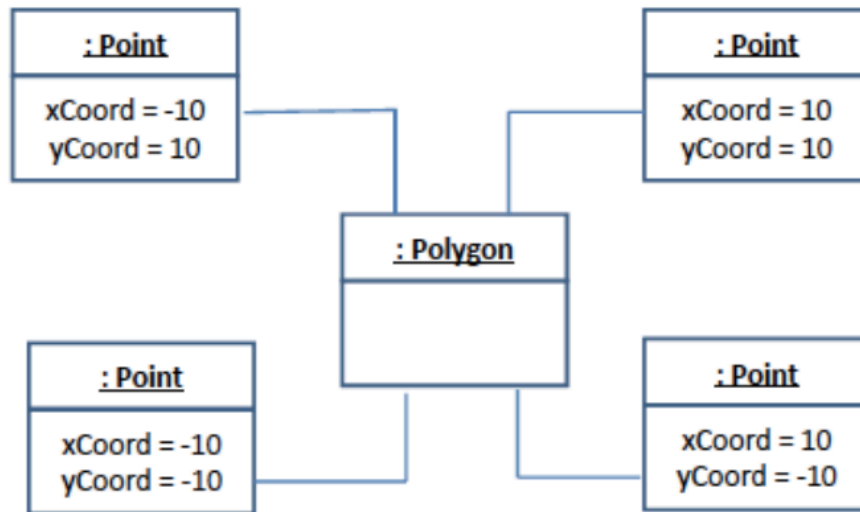 : Point
xCoord = -10
yCoord = 10
: Point
xCoord = 10
yCoord = 10
: Polygon
: Point
xCoord = -10
yCoord = -10
: Point
xCoord = 10
yCoord = -10